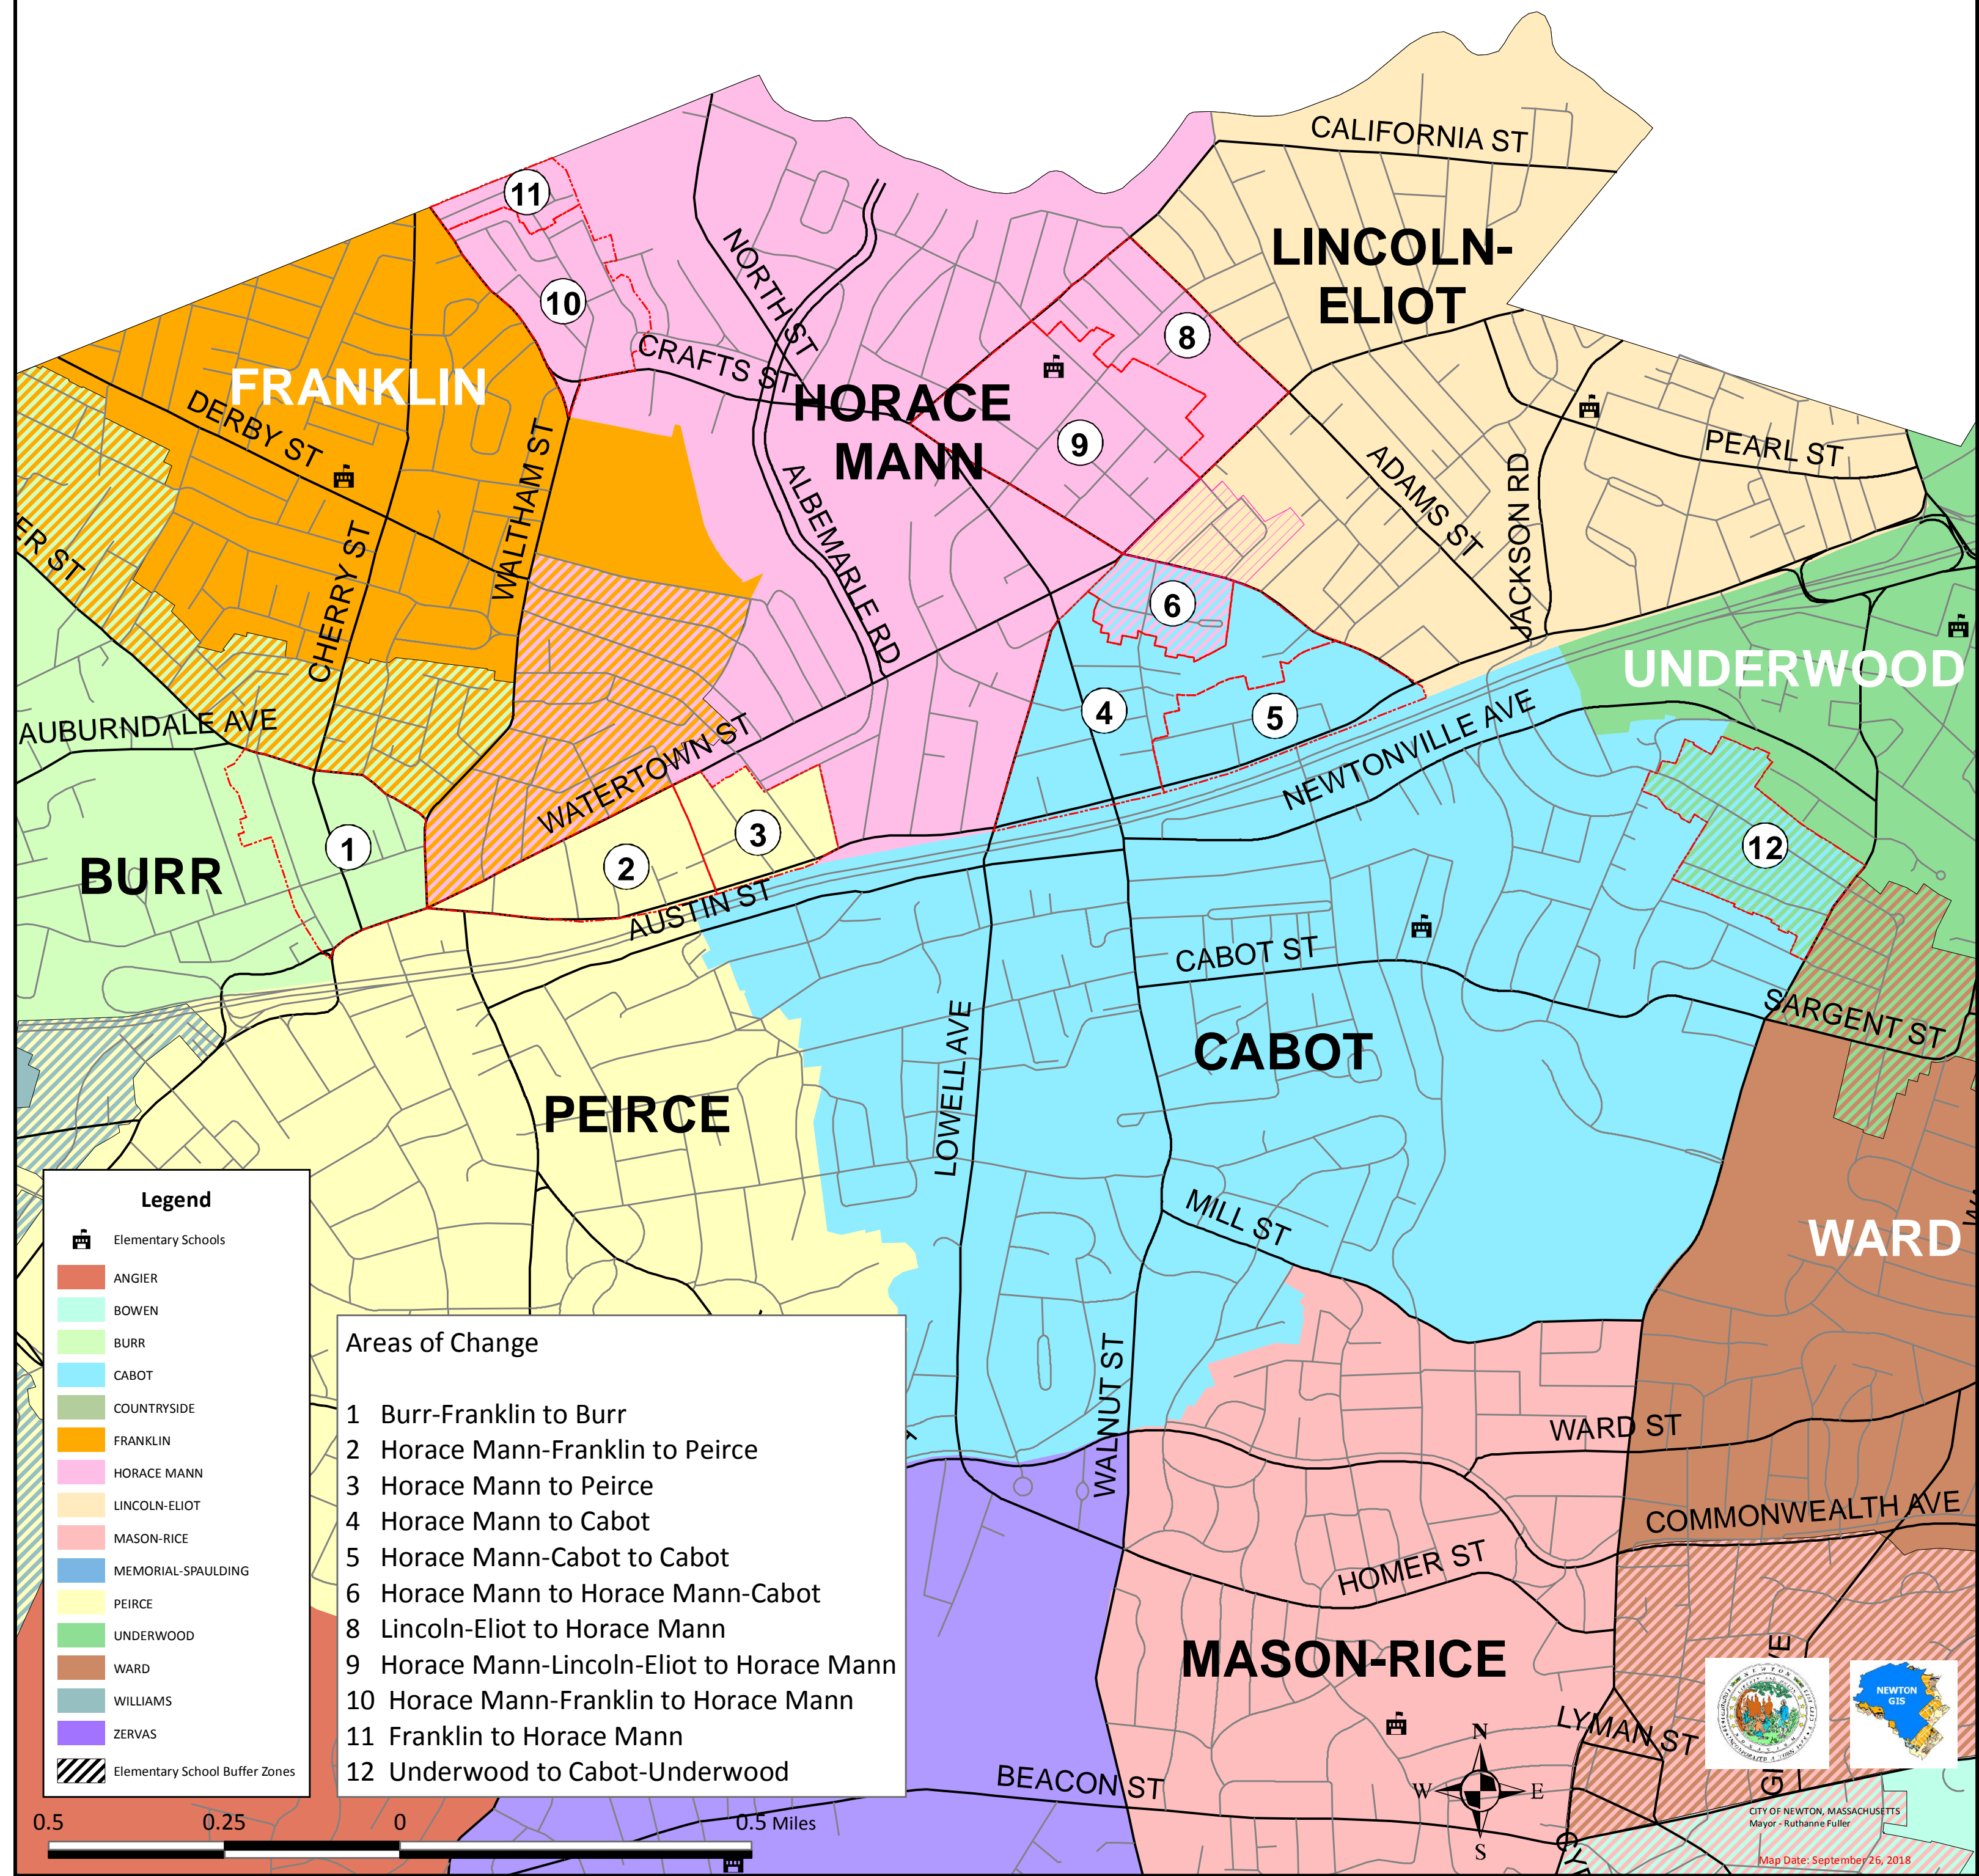 CALIFORNIA ST
11
LINCOLN-
ELIOT
10
NORTH ST
8
CRAFTS ST
FRANKLIN
HORACE
MANN
DERBY ST
9
PEARL ST
WALTHAM ST
ALBEMARLE RD
ADAMS ST
JACKSON RD
ER ST
CHERRY ST
6
UNDERWOOD
AUBURNDALE AVE
4
5
WATERTOWN ST
NEWTONVILLE AVE
1
2
3
12
BURR
AUSTIN ST
CABOT ST
SARGENT ST
LOWELL AVE
CABOT
PEIRCE
MILL ST
WARD
Legend
Elementary Schools
ANGIER
BOWEN
BURR
CABOT
COUNTRYSIDE
FRANKLIN
HORACE MANN
LINCOLN-ELIOT
MASON-RICE
MEMORIAL-SPAULDING
PEIRCE
UNDERWOOD
WARD
WILLIAMS
ZERVAS
Elementary School Buffer Zones
Areas of Change
1 Burr-Franklin to Burr
2 Horace Mann-Franklin to Peirce
3 Horace Mann to Peirce
4 Horace Mann to Cabot
5 Horace Mann-Cabot to Cabot
6 Horace Mann to Horace Mann-Cabot
8 Lincoln-Eliot to Horace Mann
9 Horace Mann-Lincoln-Eliot to Horace Mann
10 Horace Mann-Franklin to Horace Mann
11 Franklin to Horace Mann
12 Underwood to Cabot-Underwood
WALNUT ST
WARD ST
COMMONWEALTH AVE
HOMER ST
MASON-RICE
LYMAN ST
BEACON ST
N
W E
S
NEWTON
GIS
0.5 0.25 0 0.5 Miles
CITY OF NEWTON, MASSACHUSETTS
Mayor - Ruthanne Fuller
Map Date: September 26, 2018